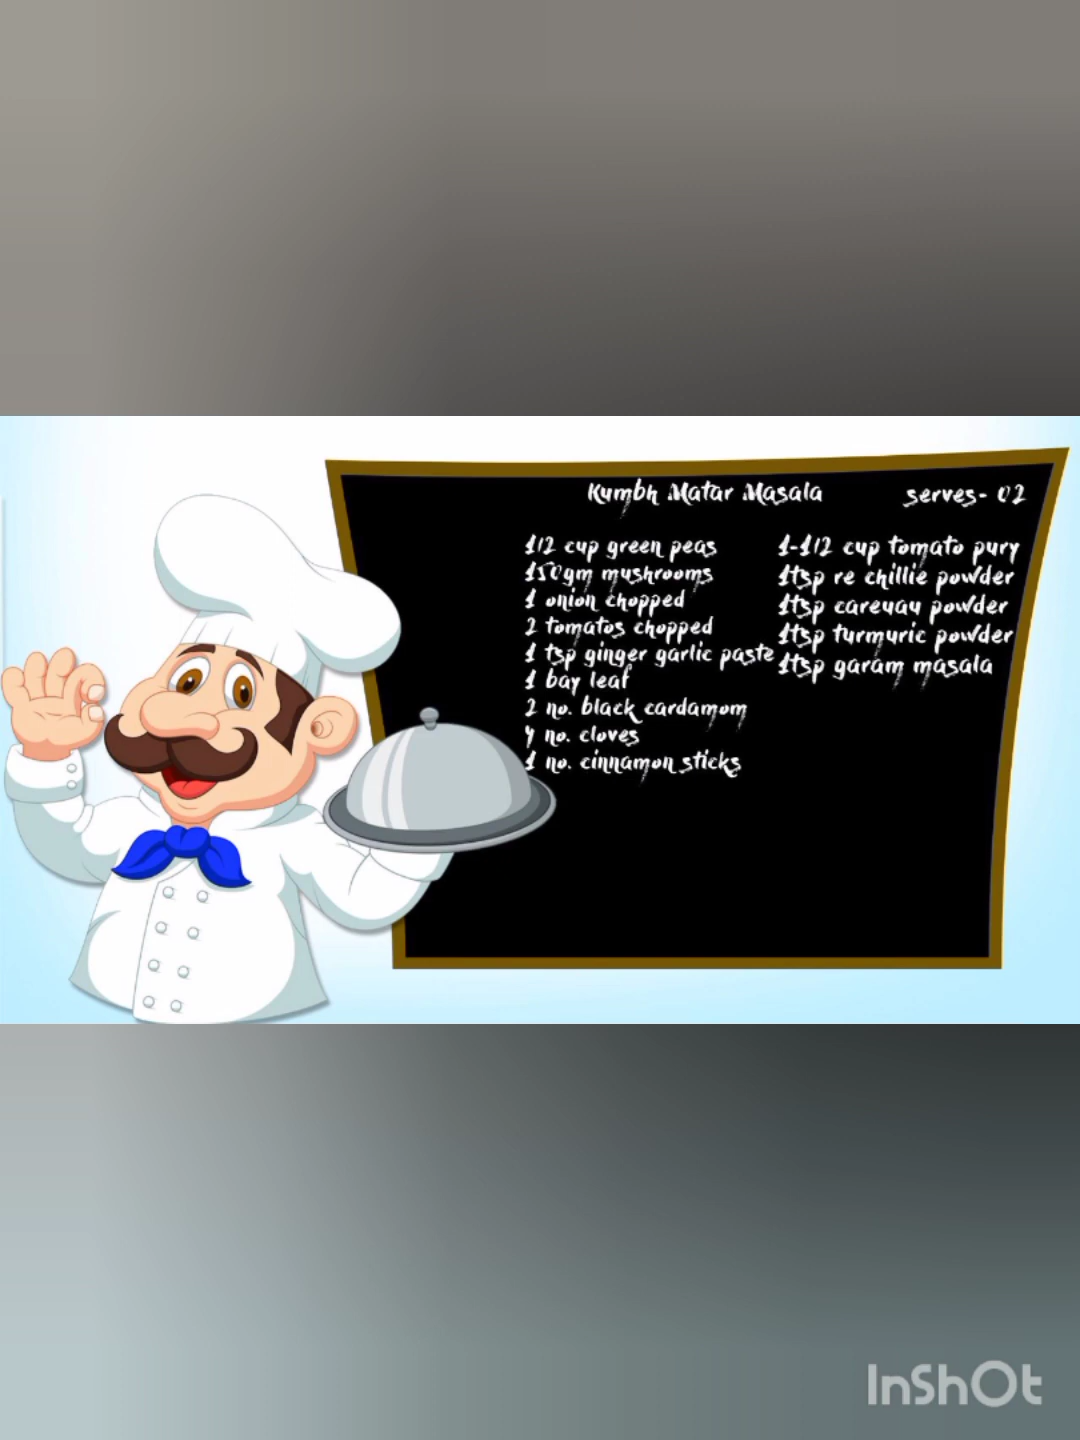 Kumbh Matar Masala
serves- 02
1/2 cup green peas
150gm mushrooms
1 onion chopped
2 tomatos chopped
1 tsp ginger garlic paste
1 bay leaf
2 no. black cardamom
4 no. cloves
1 no. cinnamon sticks
1-1/2 cup tomato pury
1tsp re chillie powder
1tsp powder
1tsp turmuric powder
1tsp garam masala
InShOt